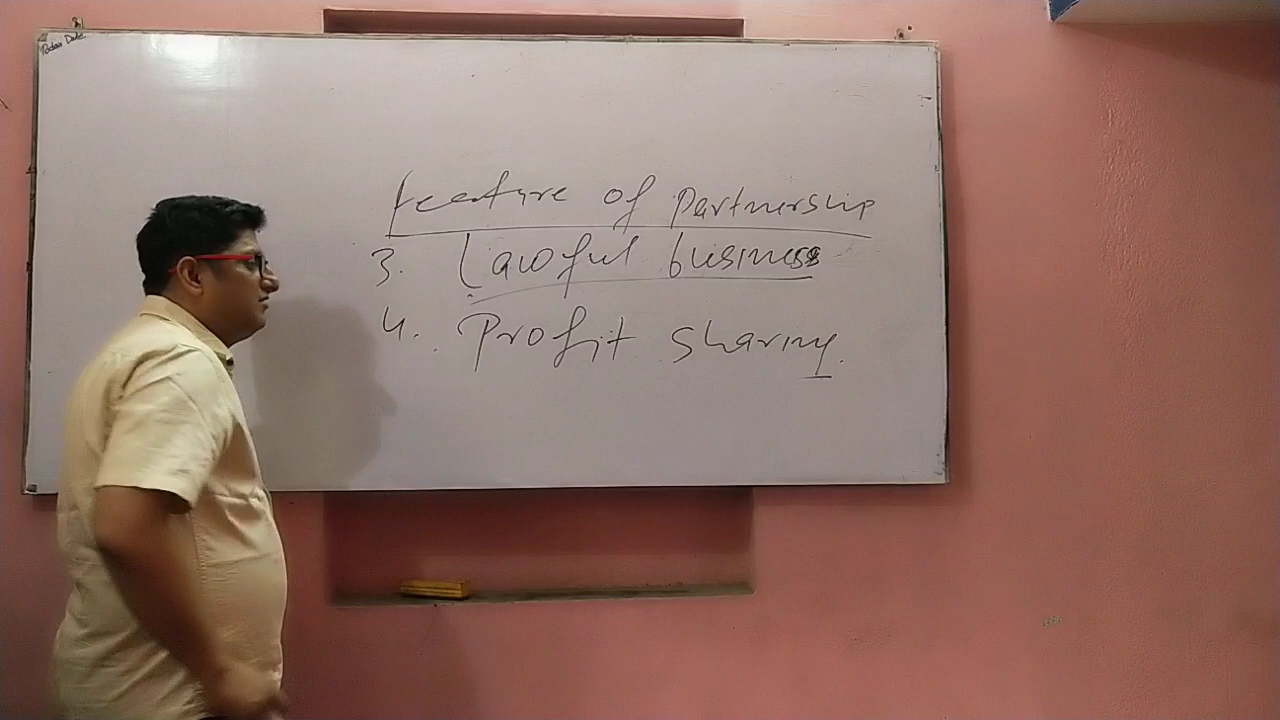 Feature of Partnership
3. Lawful business
4. Profit sharing.